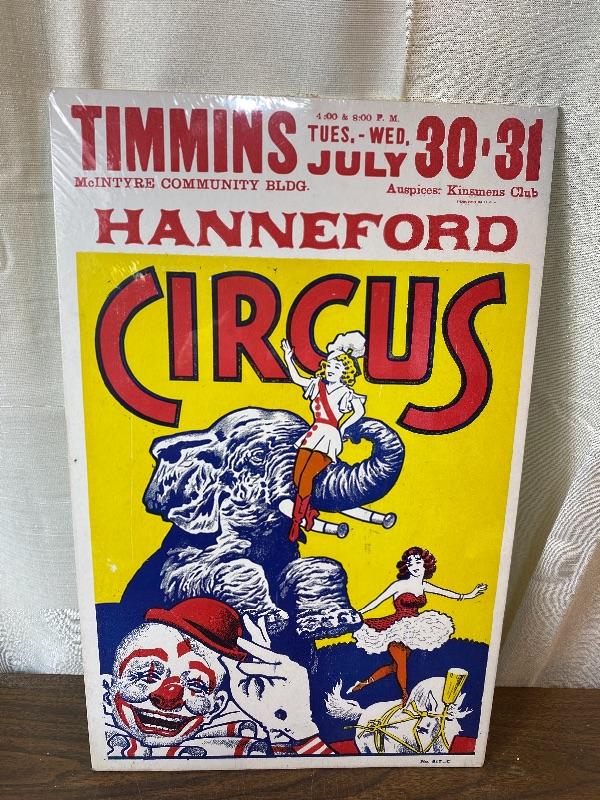 TIMMINS
4:00 & 8:00 P. M.
TUES. - WED.
JULY 30-31
McINTYRE COMMUNITY BLDG.
Auspices: Kinsmens Club
HANNEFORD
CIRCUS